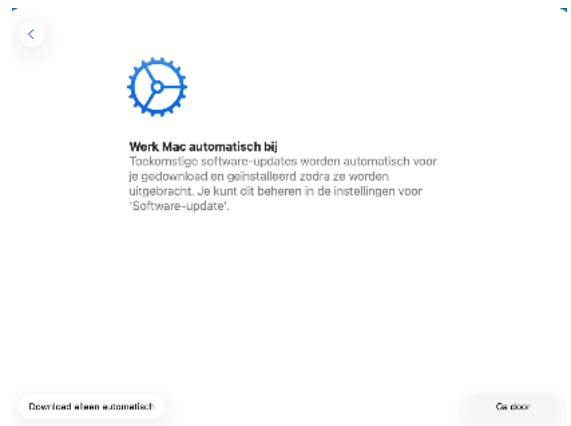 Werk Mac automatisch bij
Toekomstige software-updates worden automatisch voor
je gedownload en geïnstalleerd zodra ze worden
uitgebracht. Je kunt dit beheren in de instellingen voor
'Software-update'.
Download alleen automatisch
Ga door